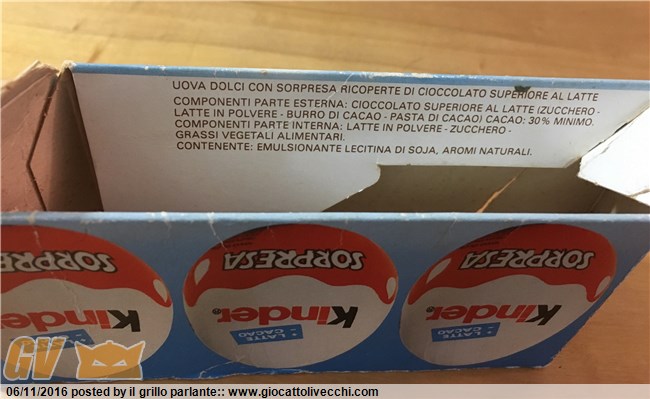 UOVA DOLCI CON SORPRESA RICOPERTE DI CIOCCOLATO SUPERIORE AL LATTE
COMPONENTI PARTE ESTERNA: CIOCCOLATO SUPERIORE AL LATTE (ZUCCHERO -
LATTE IN POLVERE - BURRO DI CACAO - PASTA DI CACAO) CACAO: 30% MINIMO.
COMPONENTI PARTE INTERNA: LATTE IN POLVERE - ZUCCHERO -
GRASSI VEGETALI ALIMENTARI.
CONTENENTE: EMULSIONANTE LECITINA DI SOJA, AROMI NATURALI.
SORPRESA
Kinder
SORPRESA
Kinder
+ LATTE
- CACAO
SORPRESA
Kinder
+ LATTE
- CACAO
GV
06/11/2016 posted by il grillo parlante:: www.giocattolivecchi.com